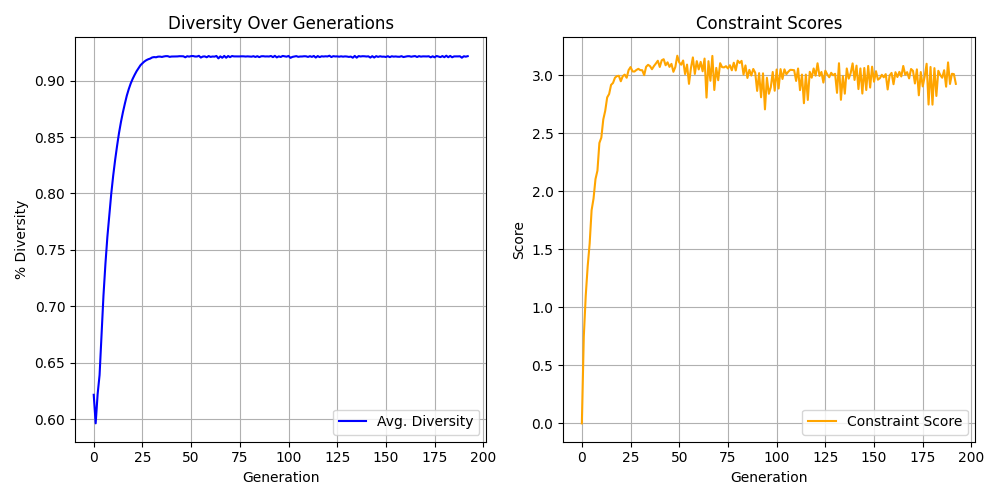 Diversity Over Generations
% Diversity
0.90
0.85
0.80
0.75
0.70
0.65
0.60
0 25 50 75 100 125 150 175 200
Generation
Avg. Diversity
Constraint Scores
Score
3.0
2.5
2.0
1.5
1.0
0.5
0.0
0 25 50 75 100 125 150 175 200
Generation
Constraint Score